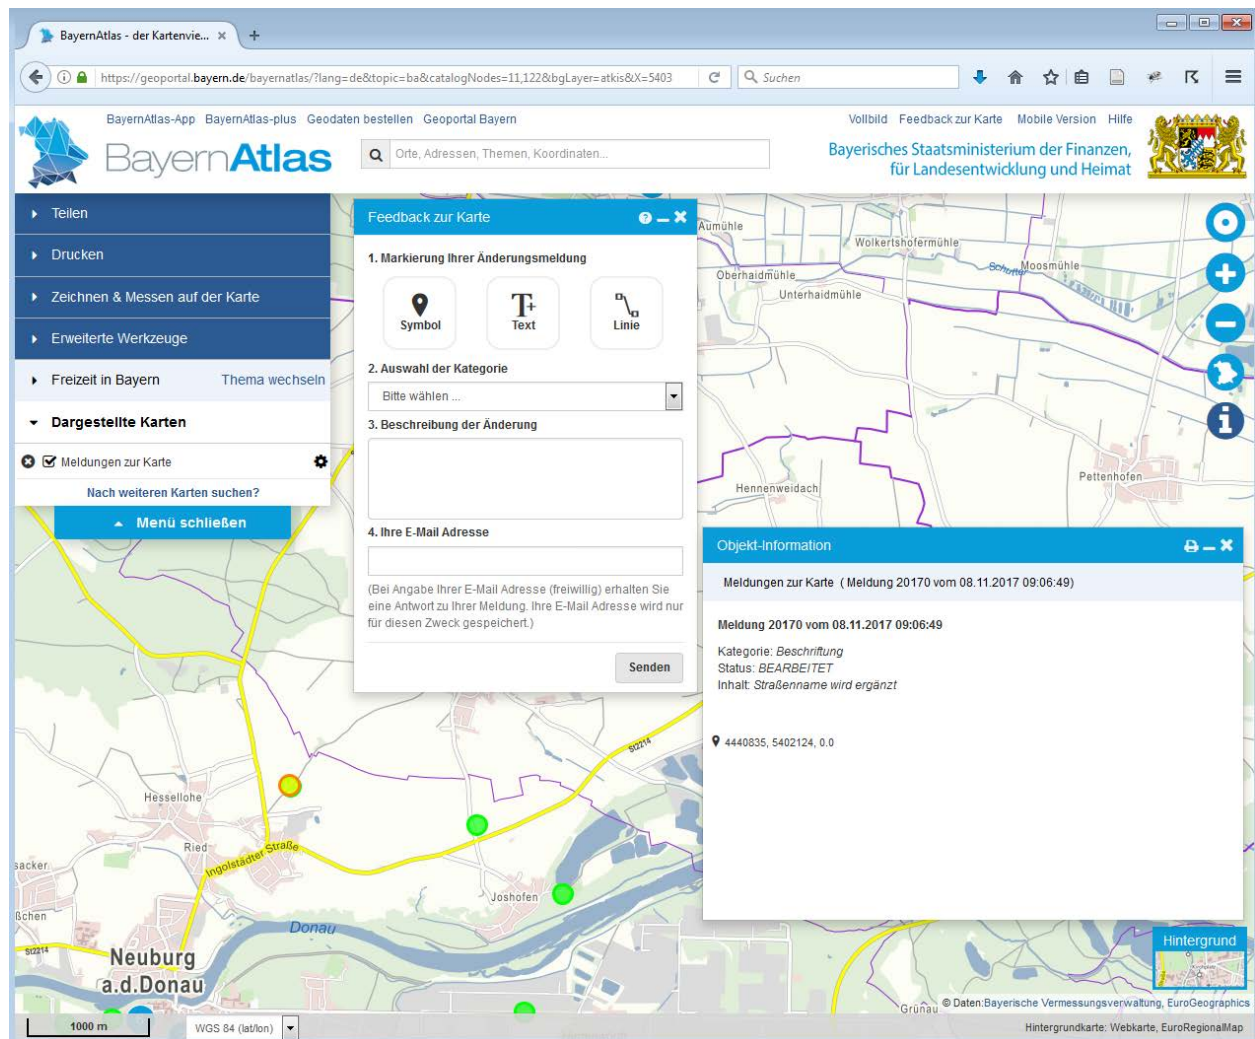 BayernAtlas - der Kartenvie...
https://geoportal.bayern.de/bayernatlas/?lang=de&topic=ba&catalogNodes=11,122&bgLayer=atkis&X=5403
Suchen
BayernAtlas-App BayernAtlas-plus Geodaten bestellen Geoportal Bayern
Vollbild Feedback zur Karte Mobile Version Hilfe
BayernAtlas
Orte, Adressen, Themen, Koordinaten...
Bayerisches Staatsministerium der Finanzen,
für Landesentwicklung und Heimat
Teilen
Drucken
Zeichnen & Messen auf der Karte
Erweiterte Werkzeuge
Freizeit in Bayern Thema wechseln
Dargestellte Karten
Meldungen zur Karte
Nach weiteren Karten suchen?
Menü schließen
Feedback zur Karte
1. Markierung Ihrer Änderungsmeldung
Symbol
T+
Text
Linie
2. Auswahl der Kategorie
Bitte wählen ...
3. Beschreibung der Änderung
4. Ihre E-Mail Adresse
(Bei Angabe Ihrer E-Mail Adresse (freiwillig) erhalten Sie
eine Antwort zu Ihrer Meldung. Ihre E-Mail Adresse wird nur
für diesen Zweck gespeichert.)
Senden
Aumühle
Wolkertshofermühle
Schutter
Moosmühle
Oberhaidmühle
Unterhaidmühle
Pettenhofen
Hennenweidach
Objekt-Information
Meldungen zur Karte ( Meldung 20170 vom 08.11.2017 09:06:49)
Meldung 20170 vom 08.11.2017 09:06:49
Kategorie: Beschriftung
Status: BEARBEITET
Inhalt: Straßenname wird ergänzt
4440835, 5402124, 0.0
St2214
Hessellohe
Ried
Ingolstädter Straße
sacker
Joshofen
ßchen
Donau
St2214
Neuburg
a.d.Donau
Grünau
Hintergrund
© Daten:Bayerische Vermessungsverwaltung, EuroGeographics
1000 m
WGS 84 (lat/lon)
Hintergrundkarte: Webkarte, EuroRegionalMap